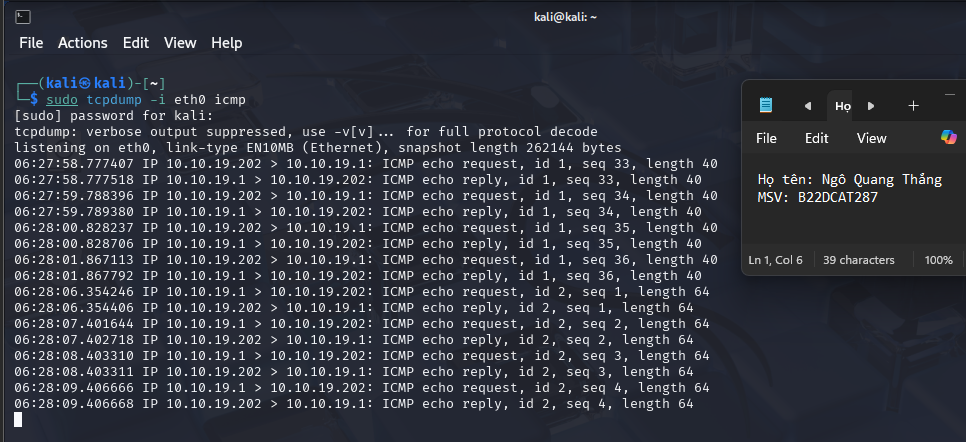 kali@kali: ~
File Actions Edit View Help
┌──(kali㉿kali)-[~]
└─$ sudo tcpdump -i eth0 icmp
[sudo] password for kali:
tcpdump: verbose output suppressed, use -v[v]... for full protocol decode
listening on eth0, link-type EN10MB (Ethernet), snapshot length 262144 bytes
06:27:58.777407 IP 10.10.19.202 > 10.10.19.1: ICMP echo request, id 1, seq 33, length 40
06:27:58.777518 IP 10.10.19.1 > 10.10.19.202: ICMP echo reply, id 1, seq 33, length 40
06:27:59.788396 IP 10.10.19.202 > 10.10.19.1: ICMP echo request, id 1, seq 34, length 40
06:27:59.789380 IP 10.10.19.1 > 10.10.19.202: ICMP echo reply, id 1, seq 34, length 40
06:28:00.828237 IP 10.10.19.202 > 10.10.19.1: ICMP echo request, id 1, seq 35, length 40
06:28:00.828706 IP 10.10.19.1 > 10.10.19.202: ICMP echo reply, id 1, seq 35, length 40
06:28:01.867113 IP 10.10.19.202 > 10.10.19.1: ICMP echo request, id 1, seq 36, length 40
06:28:01.867792 IP 10.10.19.1 > 10.10.19.202: ICMP echo reply, id 1, seq 36, length 40
06:28:06.354246 IP 10.10.19.1 > 10.10.19.202: ICMP echo request, id 2, seq 1, length 64
06:28:06.354406 IP 10.10.19.202 > 10.10.19.1: ICMP echo reply, id 2, seq 1, length 64
06:28:07.401644 IP 10.10.19.1 > 10.10.19.202: ICMP echo request, id 2, seq 2, length 64
06:28:07.402718 IP 10.10.19.202 > 10.10.19.1: ICMP echo reply, id 2, seq 2, length 64
06:28:08.403310 IP 10.10.19.1 > 10.10.19.202: ICMP echo request, id 2, seq 3, length 64
06:28:08.403311 IP 10.10.19.202 > 10.10.19.1: ICMP echo reply, id 2, seq 3, length 64
06:28:09.406666 IP 10.10.19.1 > 10.10.19.202: ICMP echo request, id 2, seq 4, length 64
06:28:09.406668 IP 10.10.19.202 > 10.10.19.1: ICMP echo reply, id 2, seq 4, length 64
Họ
File Edit View
Họ tên: Ngô Quang Thắng
MSV: B22DCAT287
Ln 1, Col 6 39 characters 100%